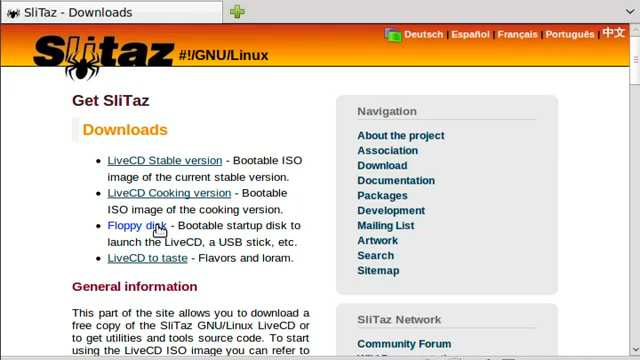 SliTaz - Downloads
SliTaz #!/GNU/Linux
Deutsch | Español | Français | Português | 中文
Get SliTaz
Downloads
LiveCD Stable version - Bootable ISO
image of the current stable version.
LiveCD Cooking version - Bootable
ISO image of the cooking version.
Floppy disk - Bootable startup disk to
launch the LiveCD, a USB stick, etc.
LiveCD to taste - Flavors and loram.
General information
This part of the site allows you to download a
free copy of the SliTaz GNU/Linux LiveCD or
to get utilities and tools source code. To start
using the LiveCD ISO image you can refer to
Navigation
About the project
Association
Download
Documentation
Packages
Development
Mailing List
Artwork
Search
Sitemap
SliTaz Network
Community Forum